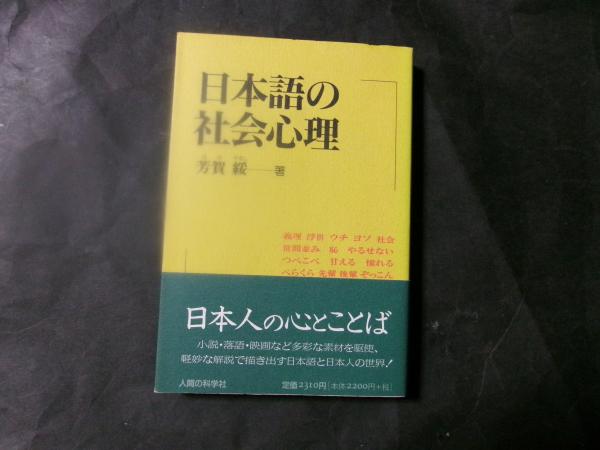 日本語の
社会心理
芳賀 綏──著
義理 浮世 ウチ ヨソ 社会
世間並み 恥 やるせない
つべこべ 甘える 憧れる
べらくら 先輩 後輩 ぞっこん
日本人の心とことば
小説・落語・映画など多彩な素材を駆使、
軽妙な解説で描き出す日本語と日本人の世界!
人間の科学社
定価2310円[本体2200円+税]